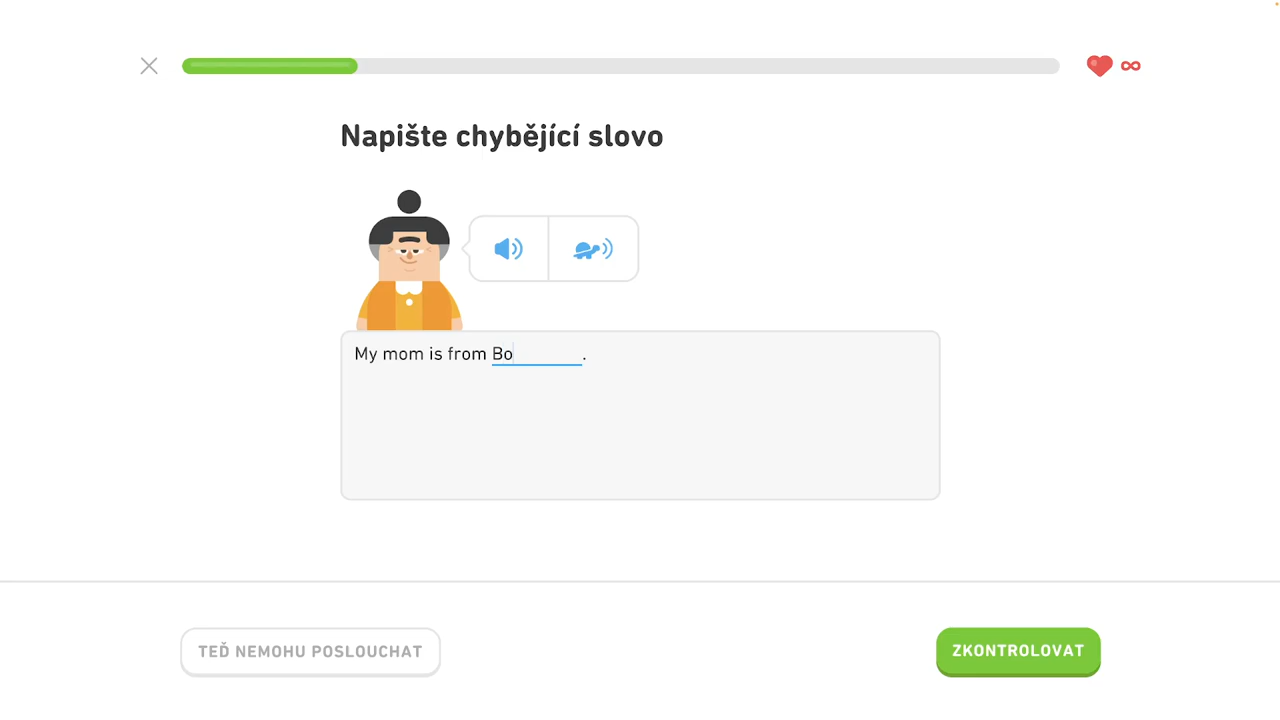 Napište chybějící slovo
My mom is from Bo .
TEĎ NEMOHU POSLOUCHAT
ZKONTROLOVAT